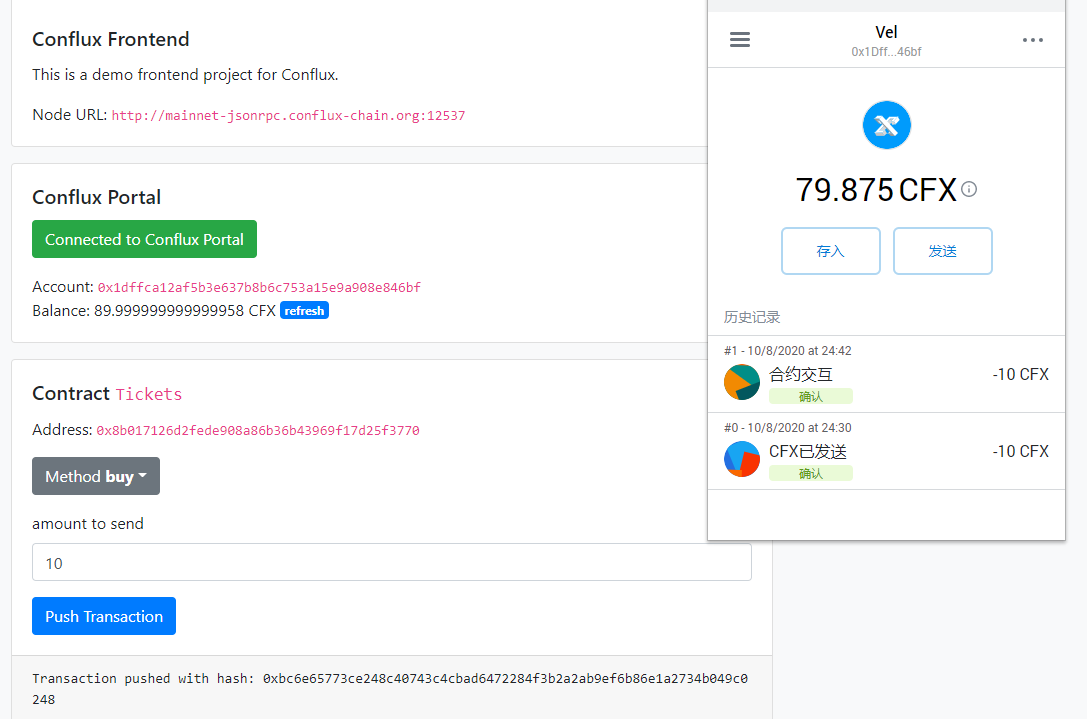 Conflux Frontend
This is a demo frontend project for Conflux.
Node URL: http://mainnet-jsonrpc.conflux-chain.org:12537
Conflux Portal
Connected to Conflux Portal
Account: 0x1dffca12af5b3e637b8b6c753a15e9a908e846bf
Balance: 89.999999999999958 CFX refresh
Contract Tickets
Address: 0x8b017126d2fede908a86b36b43969f17d25f3770
Method buy
amount to send
10
Push Transaction
Transaction pushed with hash: 0xbc6e65773ce248c40743c4cbad6472284f3b2a2ab9ef6b86e1a2734b049c0
248
Vel
0x1Dff...46bf
79.875 CFX
存入
发送
历史记录
#1 - 10/8/2020 at 24:42
合约交互
-10 CFX
确认
#0 - 10/8/2020 at 24:30
CFX已发送
-10 CFX
确认